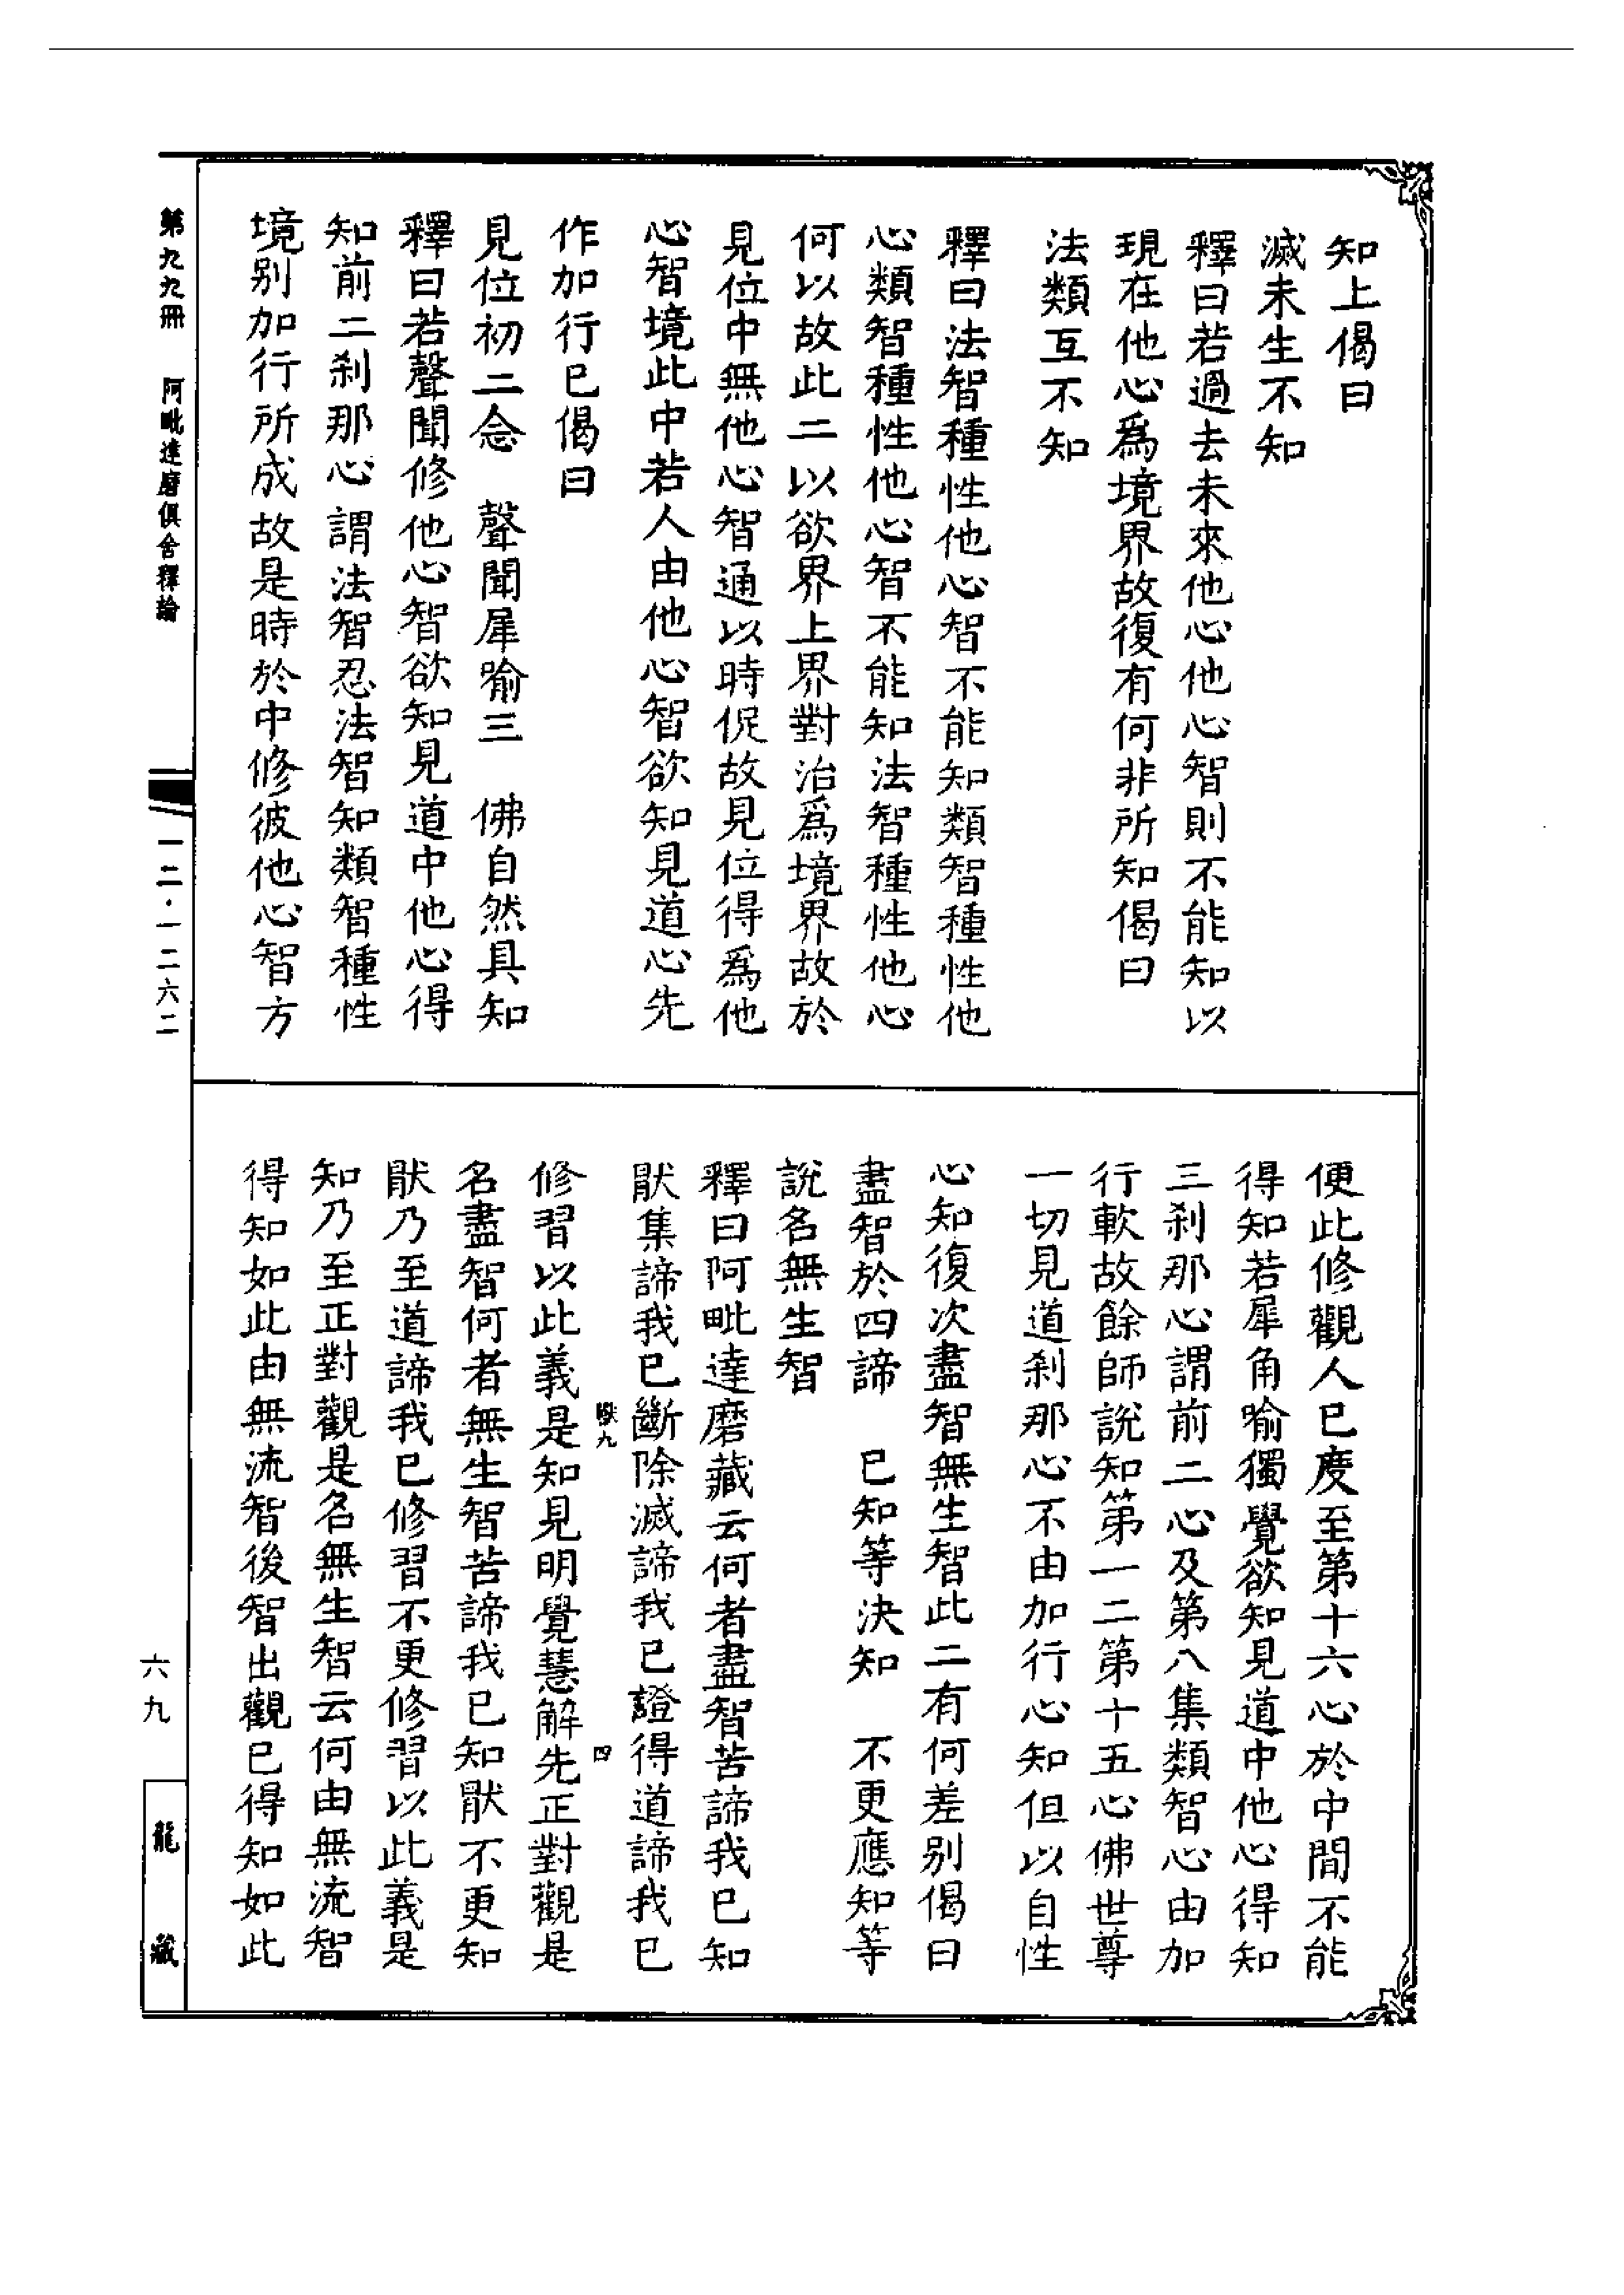 知上偈曰
滅未生不知
釋曰若過去未來他心他心智則不能知以
現在他心爲境界故復有何非所知偈曰
法類互不知
釋曰法智種性他心智不能知類智種性他
心類智種性他心智不能知法智種性他心
何以故此二以欲界上界對治爲境界故於
見位中無他心智通以時促故見位得爲他
心智境此中若人由他心智欲知見道心先
作加行已偈曰
見位初二念 聲聞犀喻三 佛自然具知
釋曰若聲聞修他心智欲知見道中他心得
知前二刹那心謂法智忍法智知類智種性
境别加行所成故是時於中修彼他心智方
便此修觀人已度至第十六心於中間不能
得知若犀角喻獨覺欲知見道中他心得知
三刹那心謂前二心及第八集類智心由加
行軟故餘師說知第一二第十五心佛世尊
一切見道刹那心不由加行心知但以自性
心知復次盡智無生智此二有何差别偈曰
盡智於四諦 已知等決知 不更應知等
說名無生智
釋曰阿毗達磨藏云何者盡智苦諦我已知
猒集諦我已斷除滅諦我已證得道諦我已
修習以此義是知見明覺慧解先正對觀是
名盡智何者無生智苦諦我已知猒不更知
猒乃至道諦我已修習不更修習以此義是
知乃至正對觀是名無生智云何由無流智
得知如此由無流智後智出觀已得知如此
第九九冊 阿毗達磨俱舍釋論
一二·一二六二
六九
龍藏